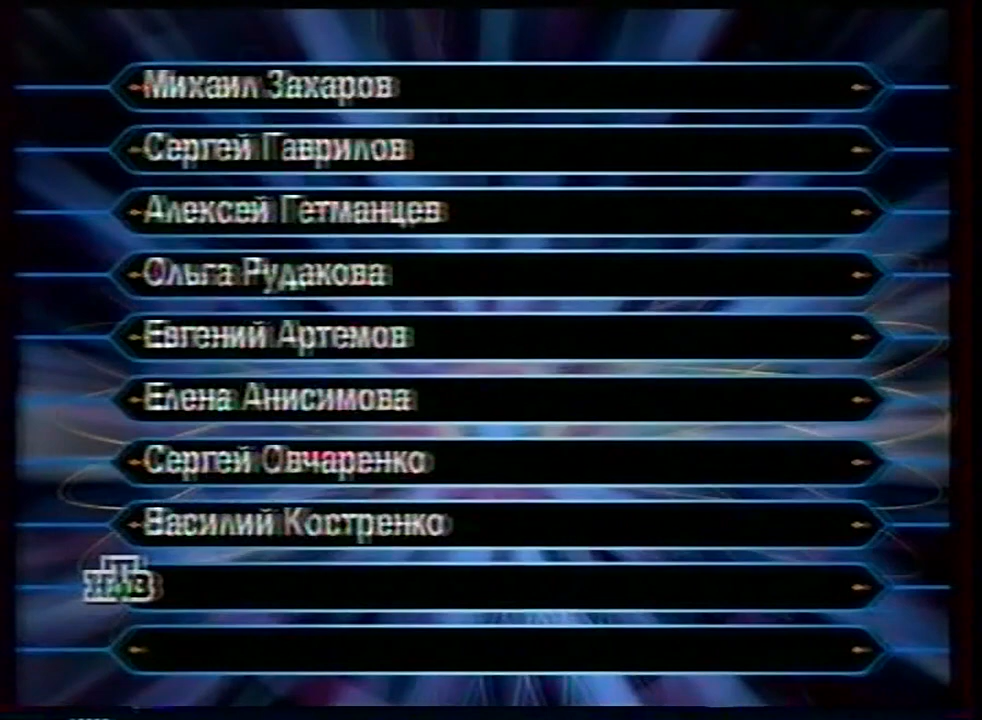 Михаил Захаров
Сергей Гаврилов
Алексей Гетманцев
Ольга Рудакова
Евгений Артемов
Елена Анисимова
Сергей Овчаренко
Василий Костренко
НТВ